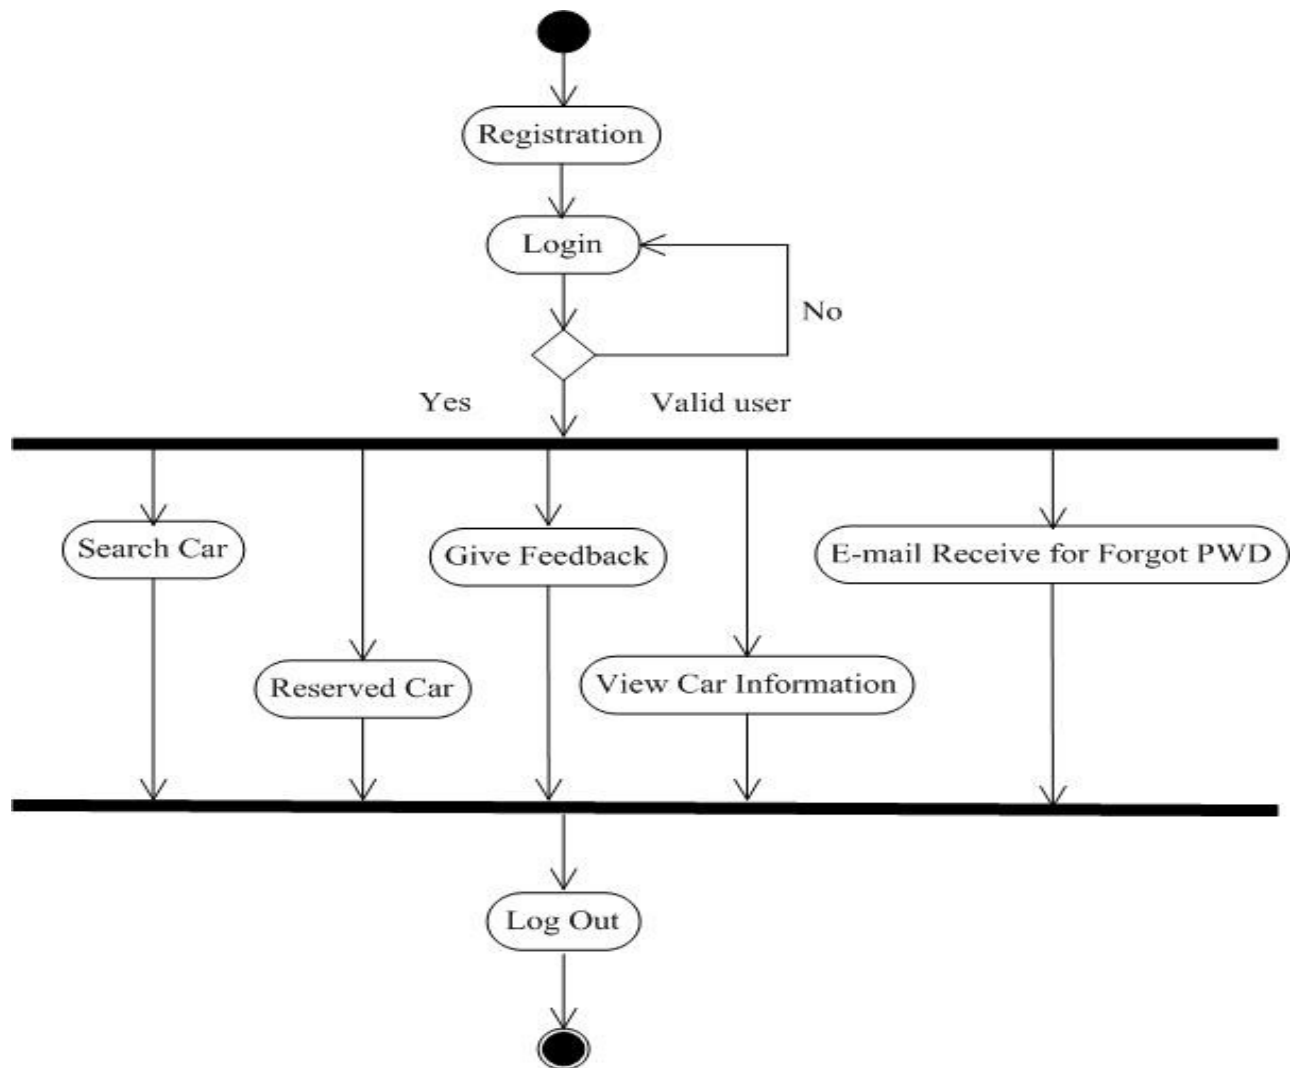 Registration
Login
No
Yes
Valid user
Search Car
Give Feedback
E-mail Receive for Forgot PWD
Reserved Car
View Car Information
Log Out